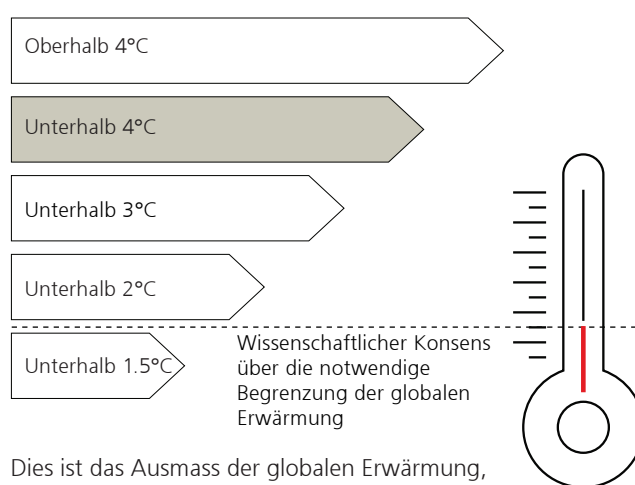 Oberhalb 4°C
Unterhalb 4°C
Unterhalb 3°C
Unterhalb 2°C
Unterhalb 1.5°C
Wissenschaftlicher Konsens
über die notwendige
Begrenzung der globalen
Erwärmung
Dies ist das Ausmass der globalen Erwärmung,